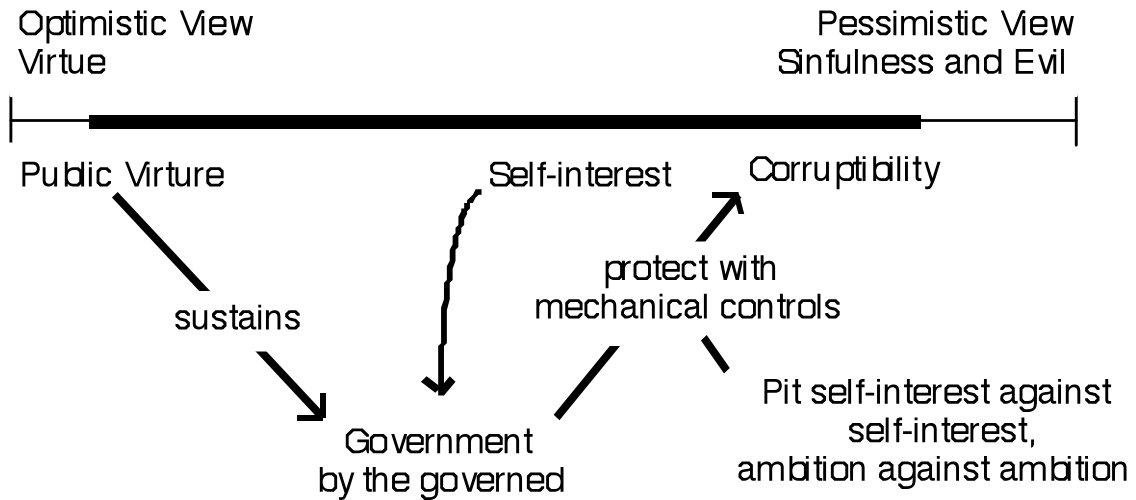 Optimistic View
Virtue
Pessimistic View
Sinfulness and Evil
Public Virture
Self-interest
Corruptibility
sustains
protect with
mechanical controls
Government
by the governed
Pit self-interest against
self-interest,
ambition against ambition